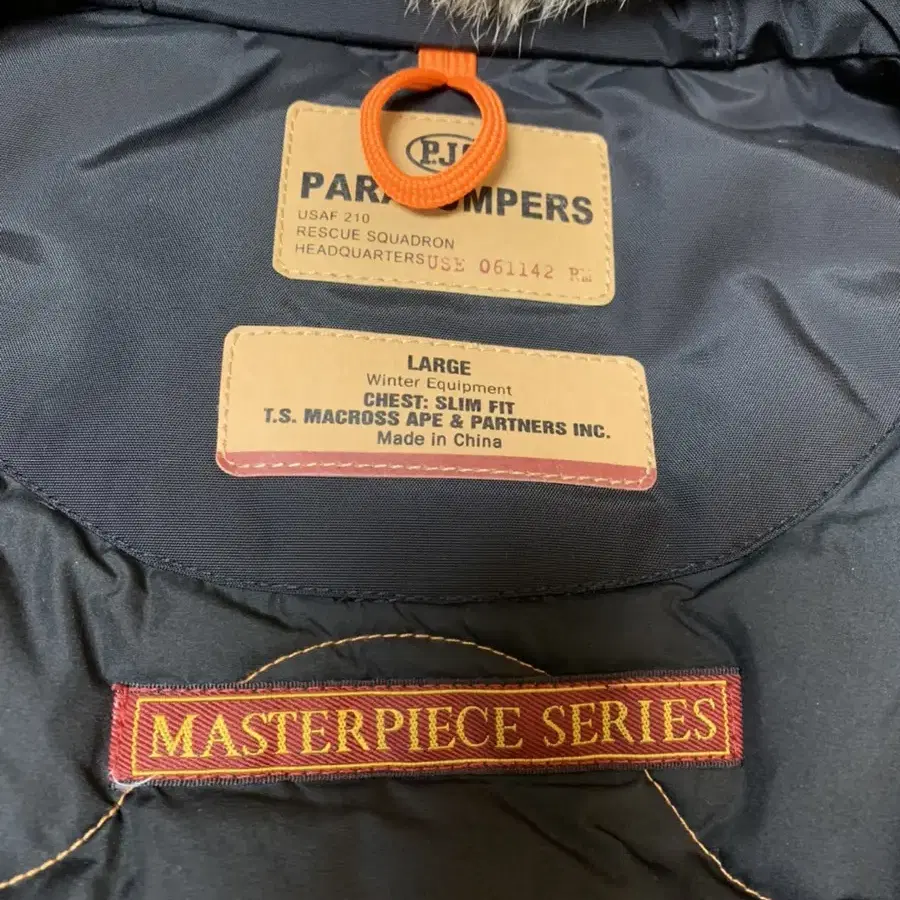 P.J.
PARAJUMPERS
USAF 210
RESCUE SQUADRON
HEADQUARTERS USE 061142 RM
LARGE
Winter Equipment
CHEST: SLIM FIT
T.S. MACROSS APE & PARTNERS INC.
Made in China
MASTERPIECE SERIES